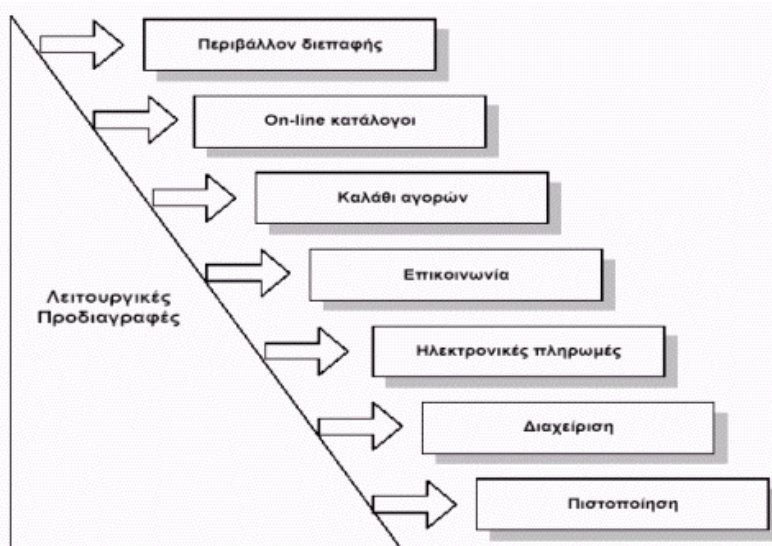 Περιβάλλον διεπαφής
On-line κατάλογοι
Καλάθι αγορών
Επικοινωνία
Λειτουργικές
Προδιαγραφές
Ηλεκτρονικές πληρωμές
Διαχείριση
Πιστοποίηση